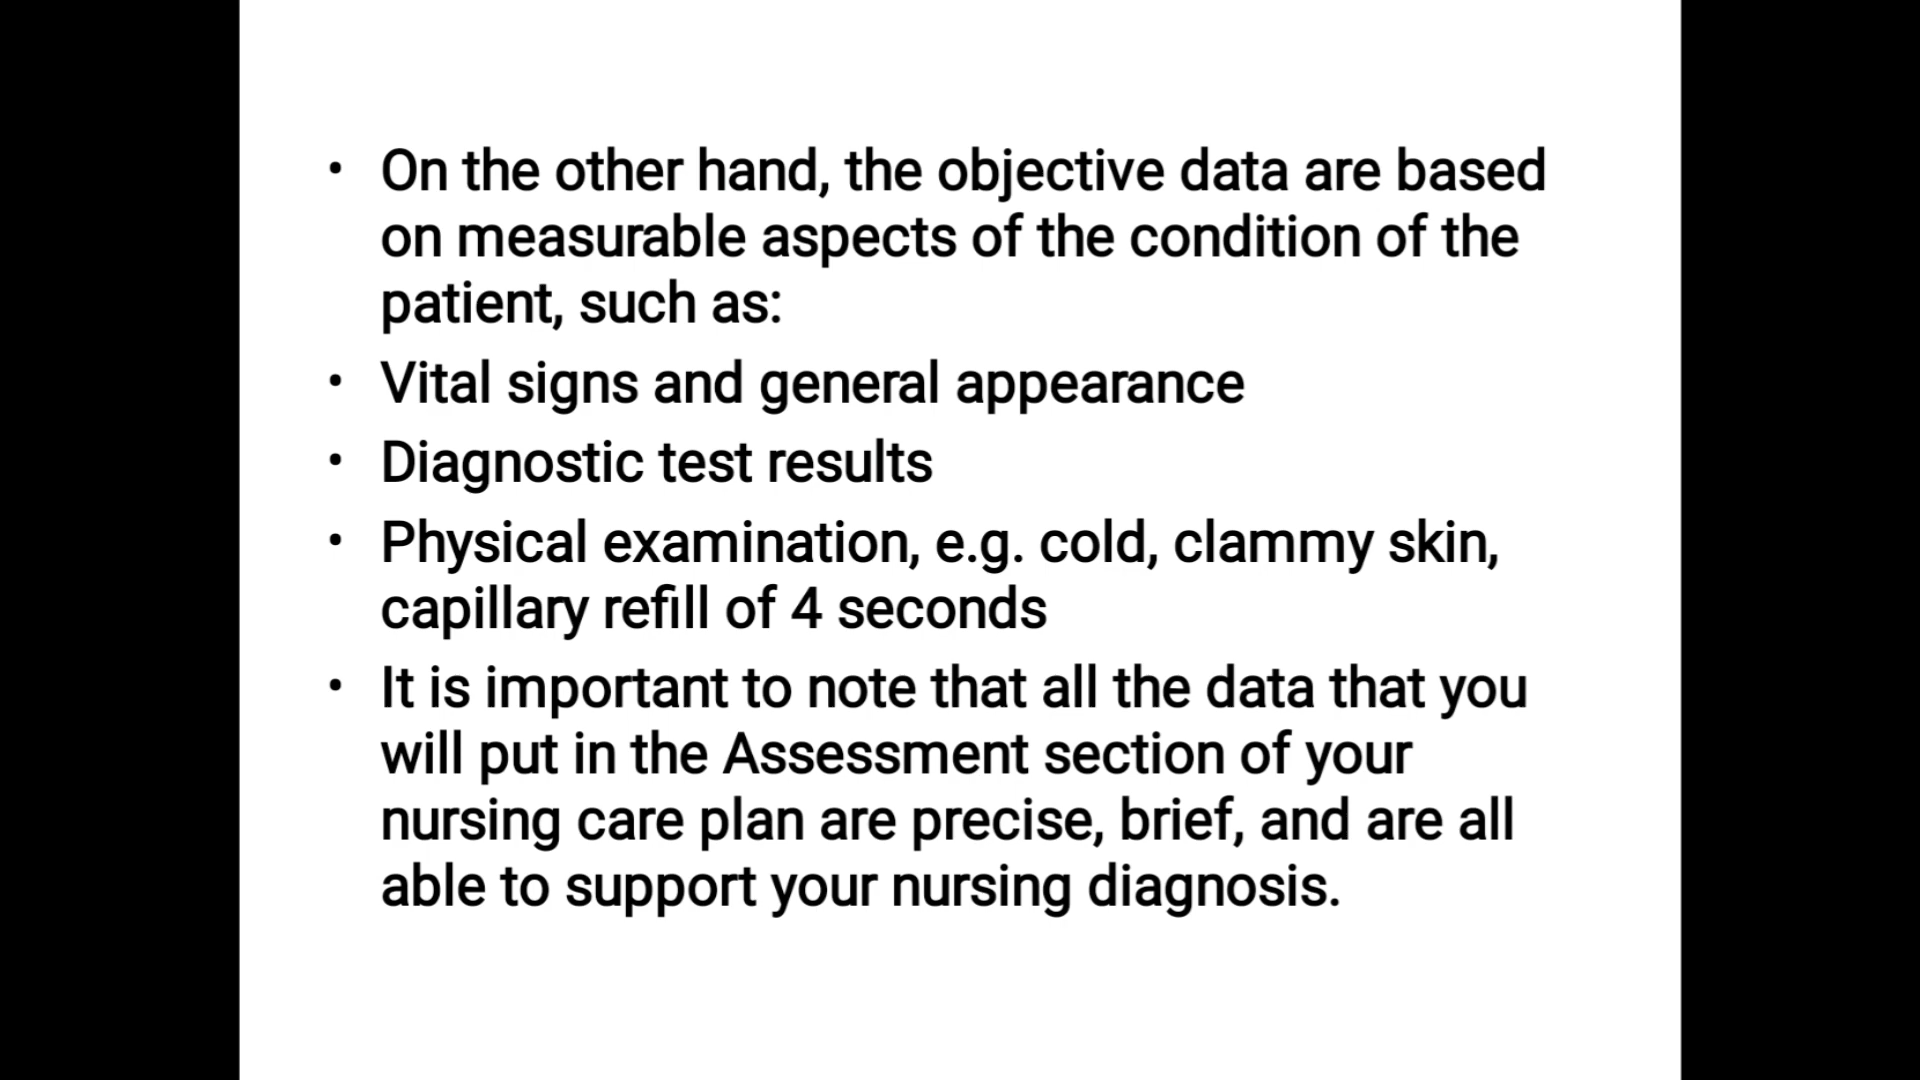 • On the other hand, the objective data are based
on measurable aspects of the condition of the
patient, such as:
• Vital signs and general appearance
• Diagnostic test results
• Physical examination, e.g. cold, clammy skin,
capillary refill of 4 seconds
• It is important to note that all the data that you
will put in the Assessment section of your
nursing care plan are precise, brief, and are all
able to support your nursing diagnosis.